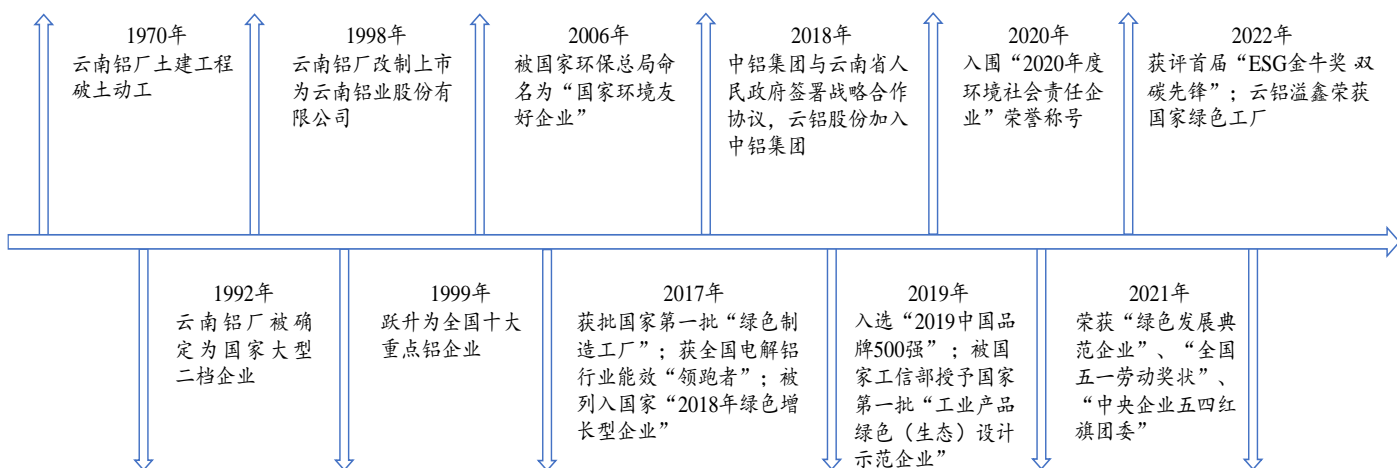 1970年
云南铝厂土建工程
破土动工
1998年
云南铝厂改制上市
为云南铝业股份有
限公司
2006年
被国家环保总局命
名为“国家环境友
好企业”
2018年
中铝集团与云南省人
民政府签署战略合作
协议，云铝股份加入
中铝集团
2020年
入围“2020年度
环境社会责任企
业”荣誉称号
2022年
获评首届“ESG金牛奖 双
碳先锋”；云铝溢鑫荣获
国家绿色工厂
1992年
云南铝厂被确
定为国家大型
二档企业
1999年
跃升为全国十大
重点铝企业
2017年
获批国家第一批“绿色制
造工厂”；获全国电解铝
行业能效“领跑者”；被
列入国家“2018年绿色增
长型企业”
2019年
入选“2019中国品
牌500强”；被国
家工信部授予国家
第一批“工业产品
绿色（生态）设计
示范企业”
2021年
荣获“绿色发展典
范企业”、“全国
五一劳动奖状”、
“中央企业五四红
旗团委”